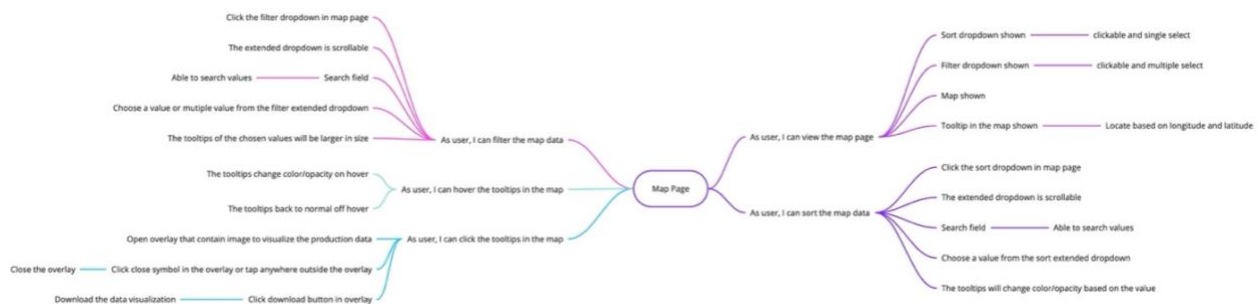 Click the filter dropdown in map page
The extended dropdown is scrollable
Able to search values
Search field
Choose a value or mutiple value from the filter extended dropdown
The tooltips of the chosen values will be larger in size
As user, I can filter the map data
The tooltips change color/opacity on hover
The tooltips back to normal off hover
As user, I can hover the tooltips in the map
Open overlay that contain image to visualize the production data
Close the overlay
Click close symbol in the overlay or tap anywhere outside the overlay
Download the data visualization
Click download button in overlay
As user, I can click the tooltips in the map
Map Page
As user, I can view the map page
Sort dropdown shown
clickable and single select
Filter dropdown shown
clickable and multiple select
Map shown
Tooltip in the map shown
Locate based on longitude and latitude
As user, I can sort the map data
Click the sort dropdown in map page
The extended dropdown is scrollable
Search field
Able to search values
Choose a value from the sort extended dropdown
The tooltips will change color/opacity based on the value